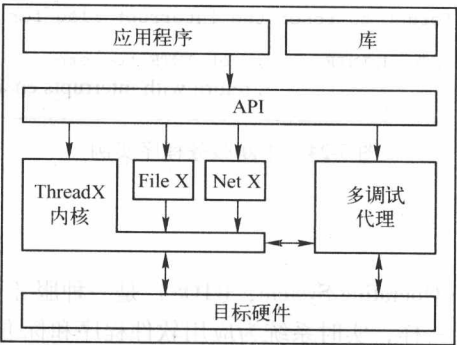 应用程序
库
API
ThreadX
内核
File X
Net X
多调试
代理
目标硬件